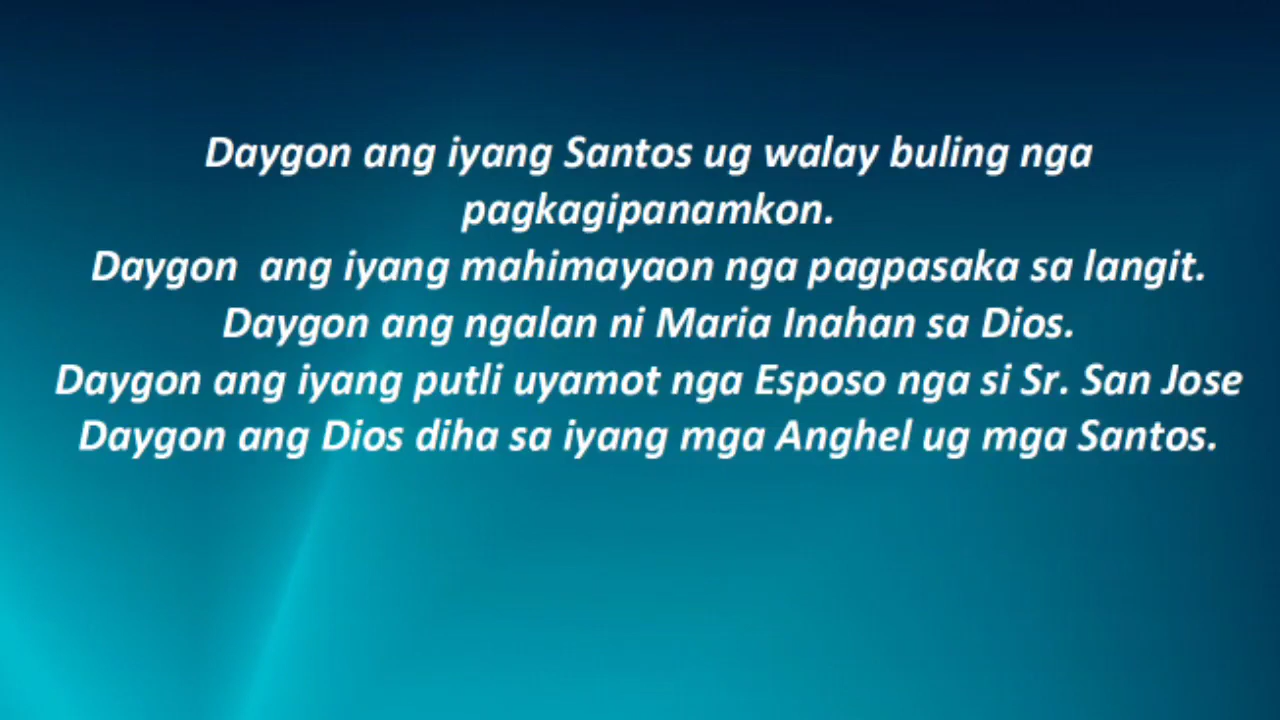 Daygon ang iyang Santos ug walay buling nga
pagkagipanamkon.
Daygon  ang iyang mahimayaon nga pagpasaka sa langit.
Daygon ang ngalan ni Maria Inahan sa Dios.
Daygon ang iyang putli uyamot nga Esposo nga si Sr. San Jose
Daygon ang Dios diha sa iyang mga Anghel ug mga Santos.